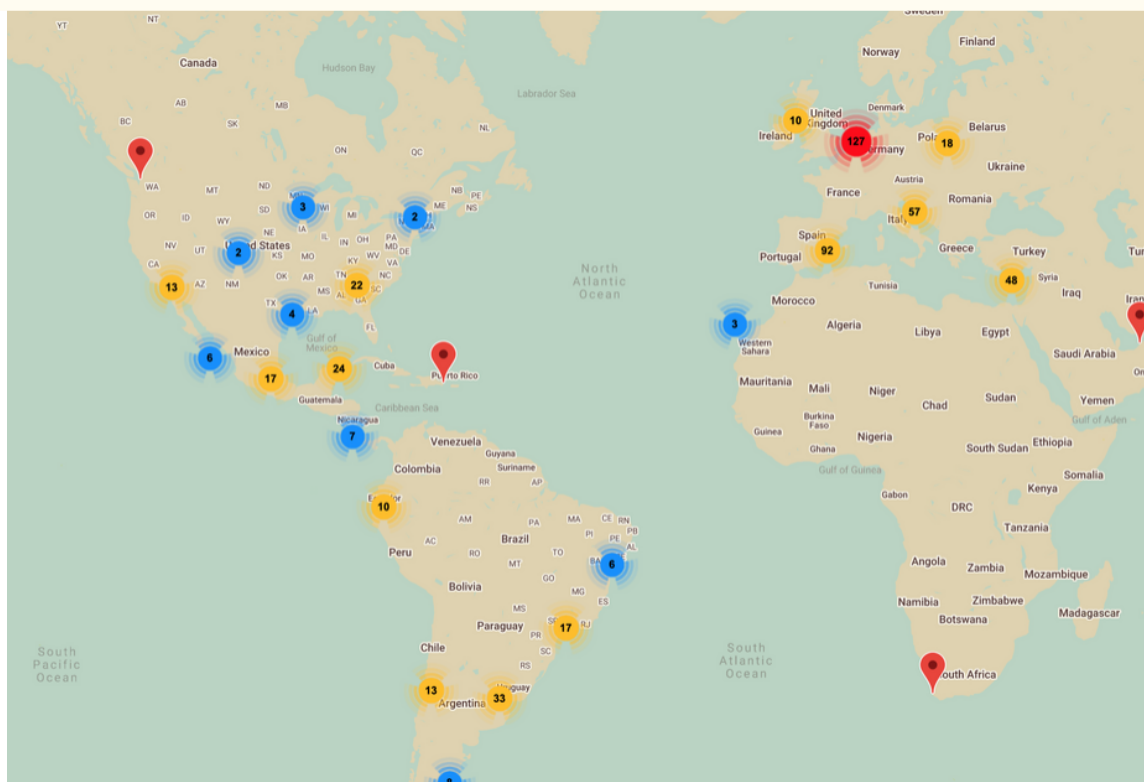 Sweden
NT
YT
Finland
Norway
Canada
Hudson Bay
Labrador Sea
AB
MB
SK
BC
NL
ON
QC
Denmark
United
Kingdom
10
Ireland
127
Germany
Belarus
18
Ukraine
WA
MT
ND
NB
PE
ME
NS
OR
ID
SD
WY
3
WI
MI
2
MA
France
Austria
Romania
NV
UT
NE
IA
IL
IN
OH
PA
MD
DE
2
United States
KS
MO
KY
WV
VA
57
Italy
Spain
92
Portugal
Greece
Turkey
CA
AZ
NM
OK
AR
TN
NC
SC
MS
AL
GA
13
22
TX
LA
4
FL
North
Atlantic
Ocean
Tunisia
48
Syria
Iraq
Morocco
3
Algeria
Libya
Egypt
Western
Sahara
Saudi Arabia
Gulf of
Mexico
6
Mexico
17
24
Cuba
Puerto Rico
Guatemala
Caribbean Sea
Mauritania
Mali
Niger
Chad
Sudan
Yemen
Gulf of Aden
Nicaragua
7
Burkina
Faso
Guinea
Ghana
Nigeria
South Sudan
Ethiopia
Venezuela
Guyana
Suriname
Colombia
Gulf of Guinea
Somalia
RR
AP
Gabon
DRC
Kenya
Ecuador
10
AM
PA
MA
CE
RN
PB
PI
PE
AL
Tanzania
Peru
AC
RO
Brazil
TO
MT
BA
6
Angola
Zambia
Mozambique
Bolivia
GO
MG
ES
MS
Namibia
Zimbabwe
Botswana
Madagascar
Paraguay
17
RJ
PR
SC
RS
Chile
South
Pacific
Ocean
South
Atlantic
Ocean
South Africa
13
Argentina
33
Uruguay